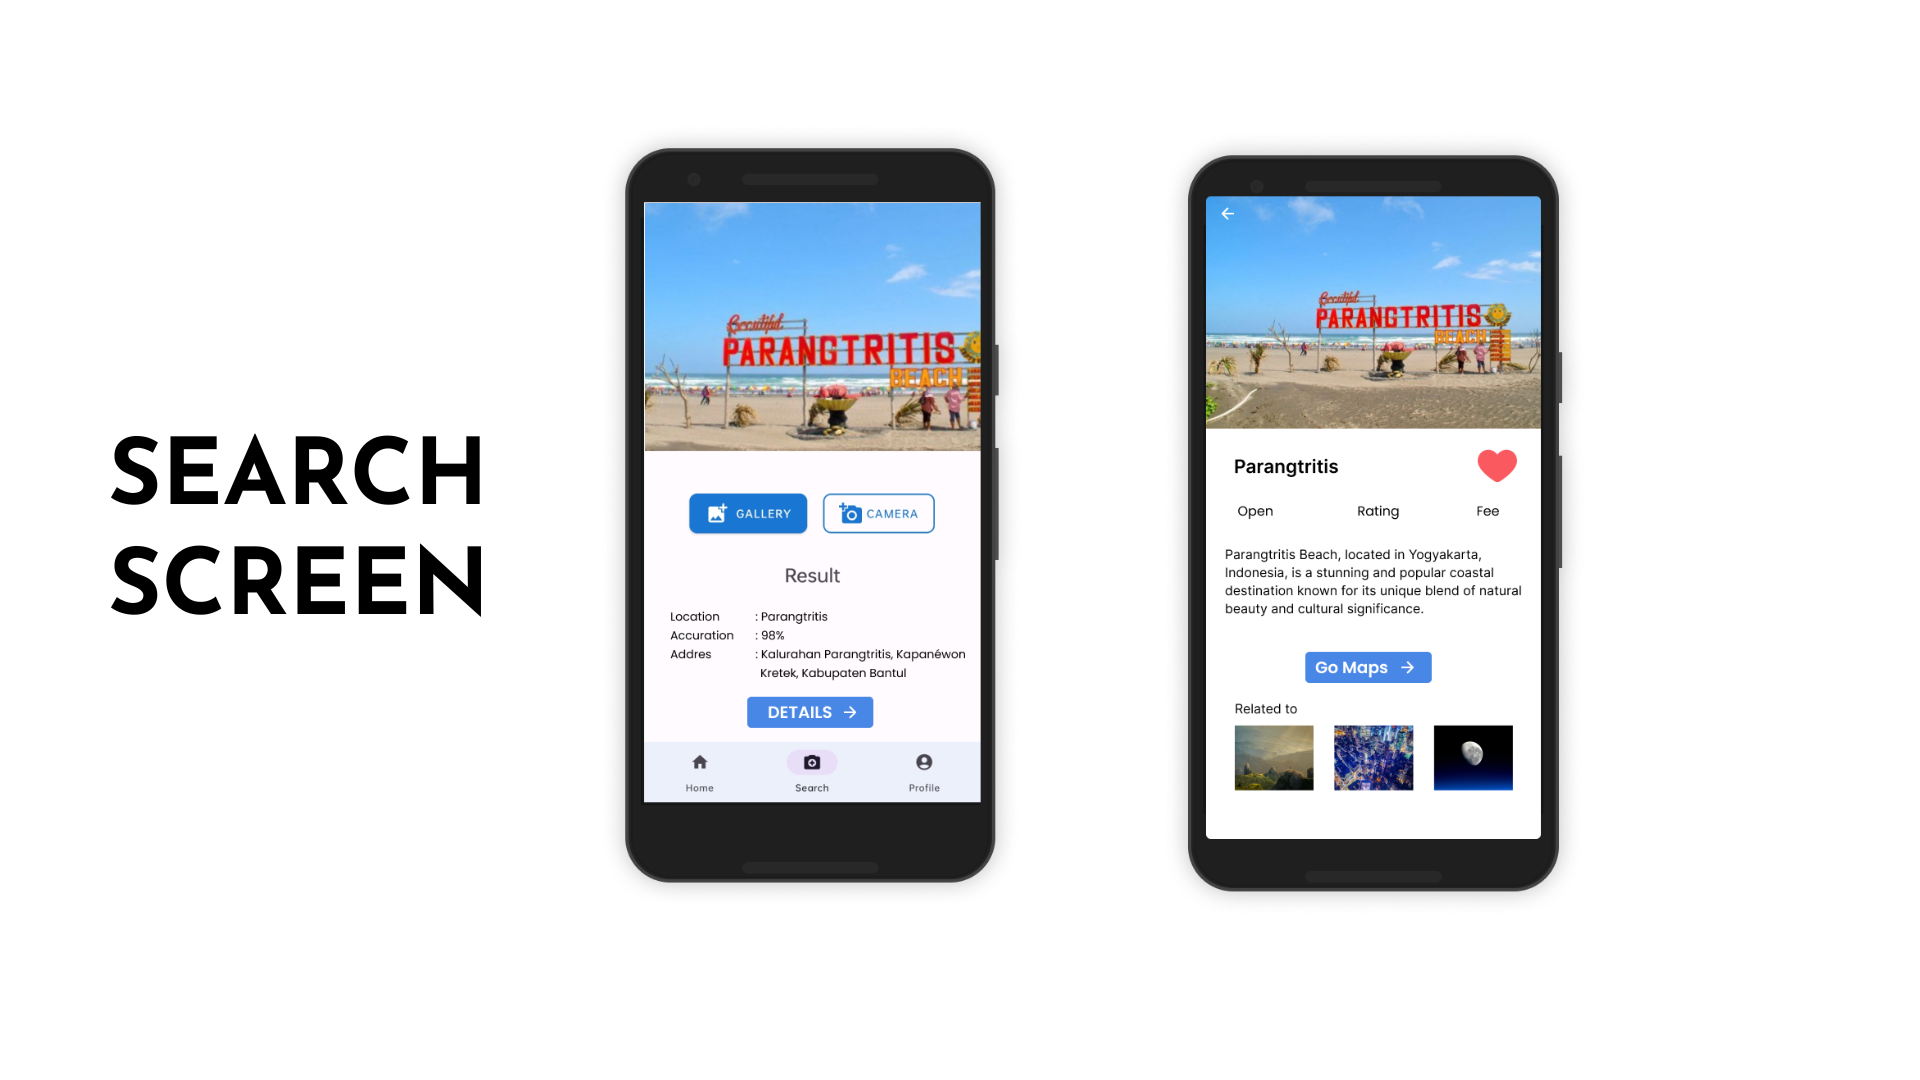 SEARCH
SCREEN
Beautiful
PARANGTRITIS
BEACH
GALLERY
CAMERA
Result
Location : Parangtritis
Accuration : 98%
Addres : Kalurahan Parangtritis, Kapanéwon
Kretek, Kabupaten Bantul
DETAILS
Home
Search
Profile
Beautiful
PARANGTRITIS
BEACH
Parangtritis
Open
Rating
Fee
Parangtritis Beach, located in Yogyakarta,
Indonesia, is a stunning and popular coastal
destination known for its unique blend of natural
beauty and cultural significance.
Go Maps
Related to